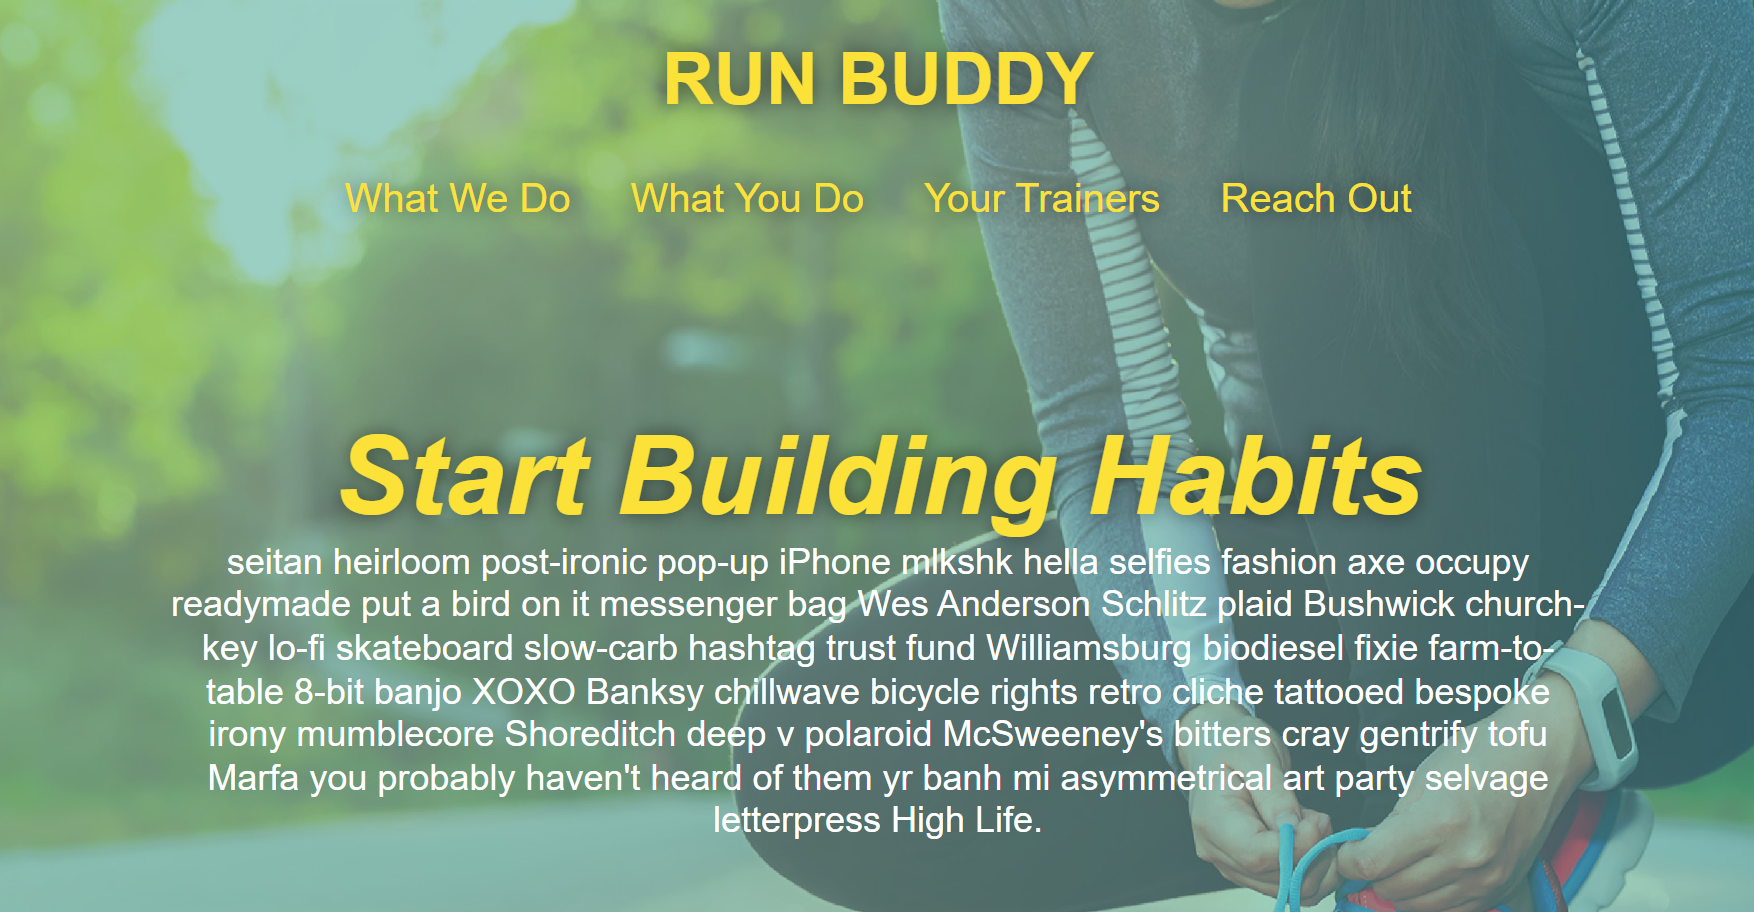 RUN BUDDY
What We Do What You Do Your Trainers Reach Out
Start Building Habits
seitan heirloom post-ironic pop-up iPhone mlkshk hella selfies fashion axe occupy
readymade put a bird on it messenger bag Wes Anderson Schlitz plaid Bushwick church-
key lo-fi skateboard slow-carb hashtag trust fund Williamsburg biodiesel fixie farm-to-
table 8-bit banjo XOXO Banksy chillwave bicycle rights retro cliche tattooed bespoke
irony mumblecore Shoreditch deep v polaroid McSweeney's bitters cray gentrify tofu
Marfa you probably haven't heard of them yr banh mi asymmetrical art party selvage
letterpress High Life.